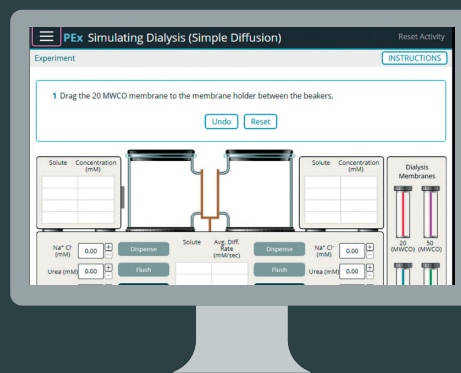 PEx Simulating Dialysis (Simple Diffusion)
Reset Activity
Experiment
INSTRUCTIONS
1 Drag the 20 MWCO membrane to the membrane holder between the beakers.
Undo
Reset
Solute Concentration (mM)
Solute Concentration (mM)
Dialysis Membranes
20 (MWCO)
50 (MWCO)
Na⁺ Cl⁻ (mM) 0.00 + −
Dispense
Solute Avg. Diff. Rate (mM/sec)
Dispense
Na⁺ Cl⁻ (mM) 0.00 + −
Urea (mM) 0.00 + −
Flush
Flush
Urea (mM) 0.00 + −